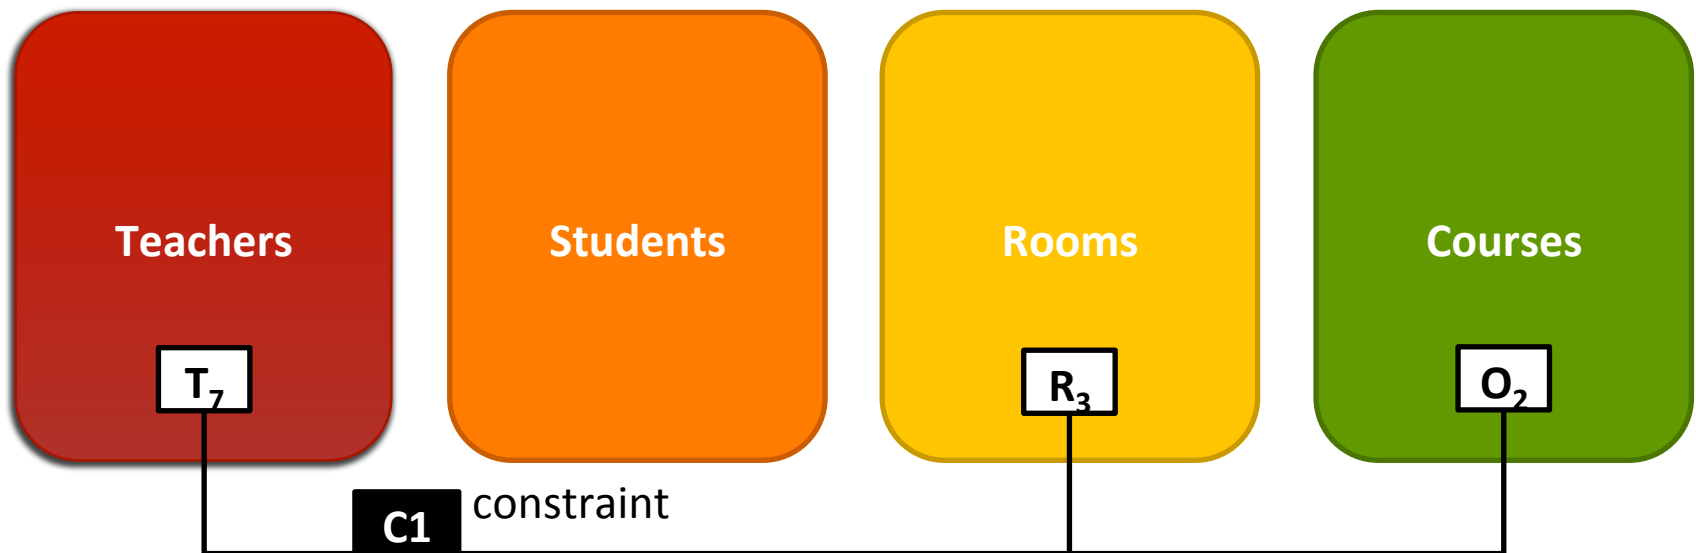 Teachers
Students
Rooms
Courses
T₇
R₃
O₂
C1 constraint